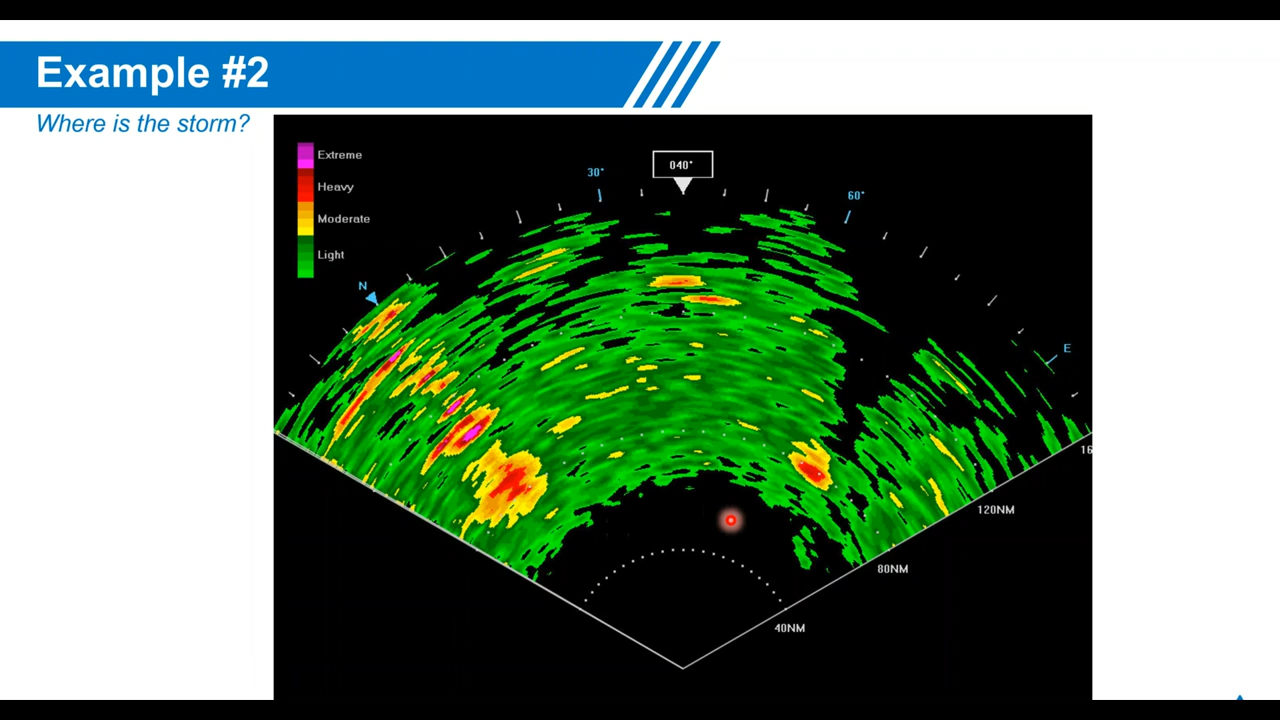 Example #2
Where is the storm?
Extreme
Heavy
Moderate
Light
30°
040°
60°
N
E
16
120NM
80NM
40NM